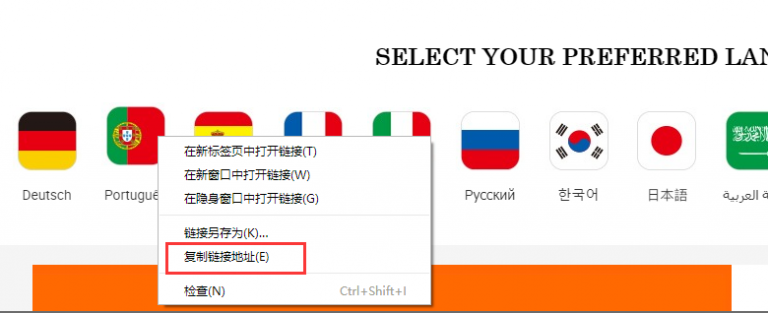 SELECT YOUR PREFERRED LAN
Deutsch
Portuguê
Русский
한국어
日本語
العربية
在新标签页中打开链接(T)
在新窗口中打开链接(W)
在隐身窗口中打开链接(G)
链接另存为(K)...
复制链接地址(E)
检查(N) Ctrl+Shift+I